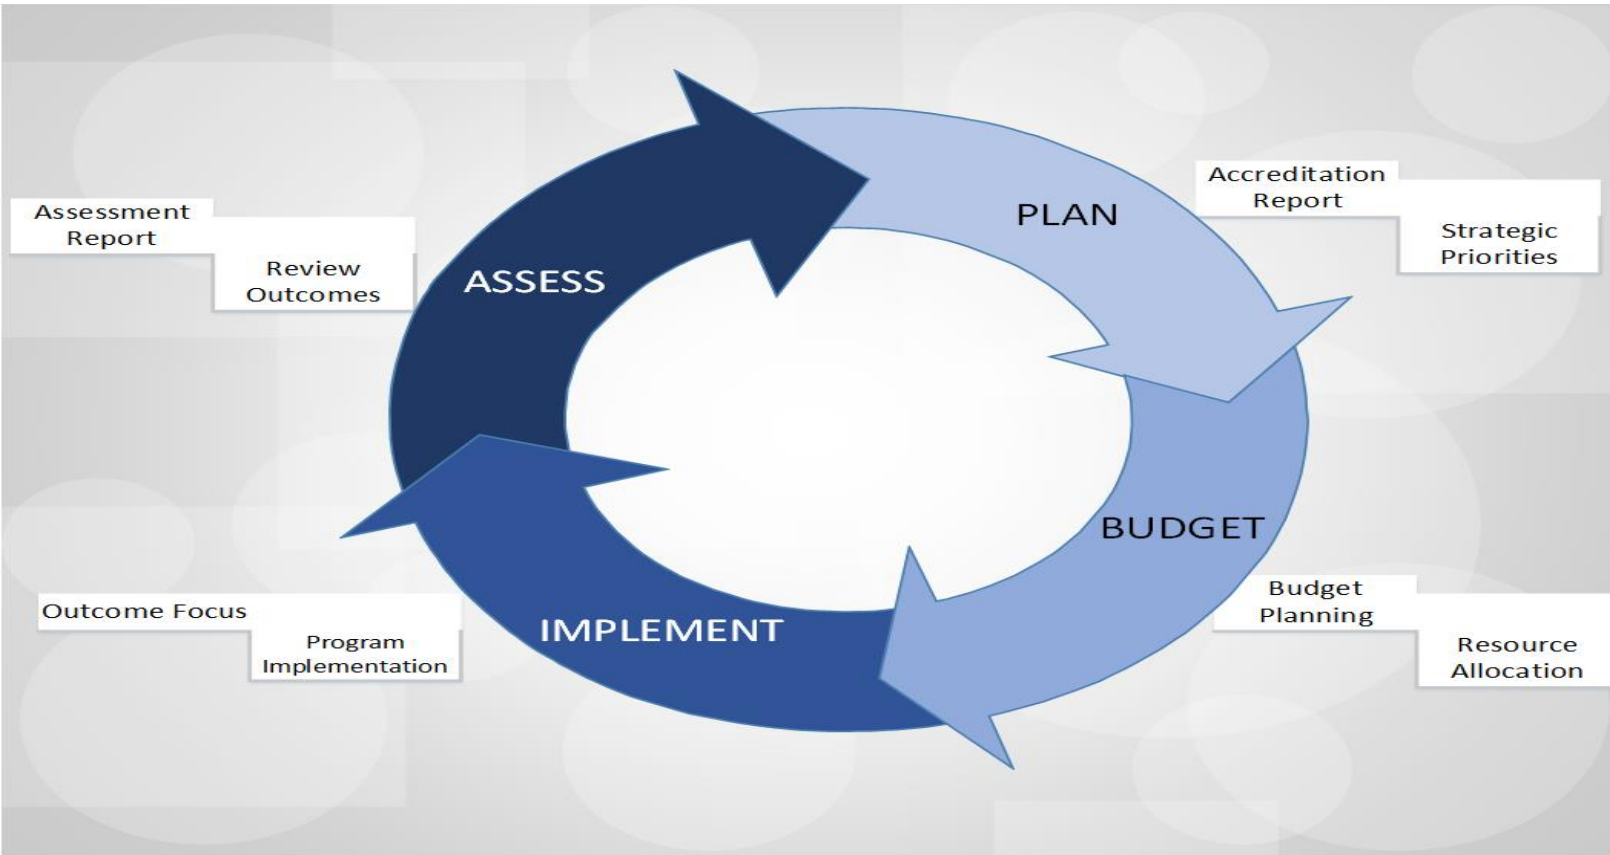 PLAN
Accreditation
Report
Strategic
Priorities
BUDGET
Budget
Planning
Resource
Allocation
IMPLEMENT
Outcome Focus
Program
Implementation
ASSESS
Assessment
Report
Review
Outcomes